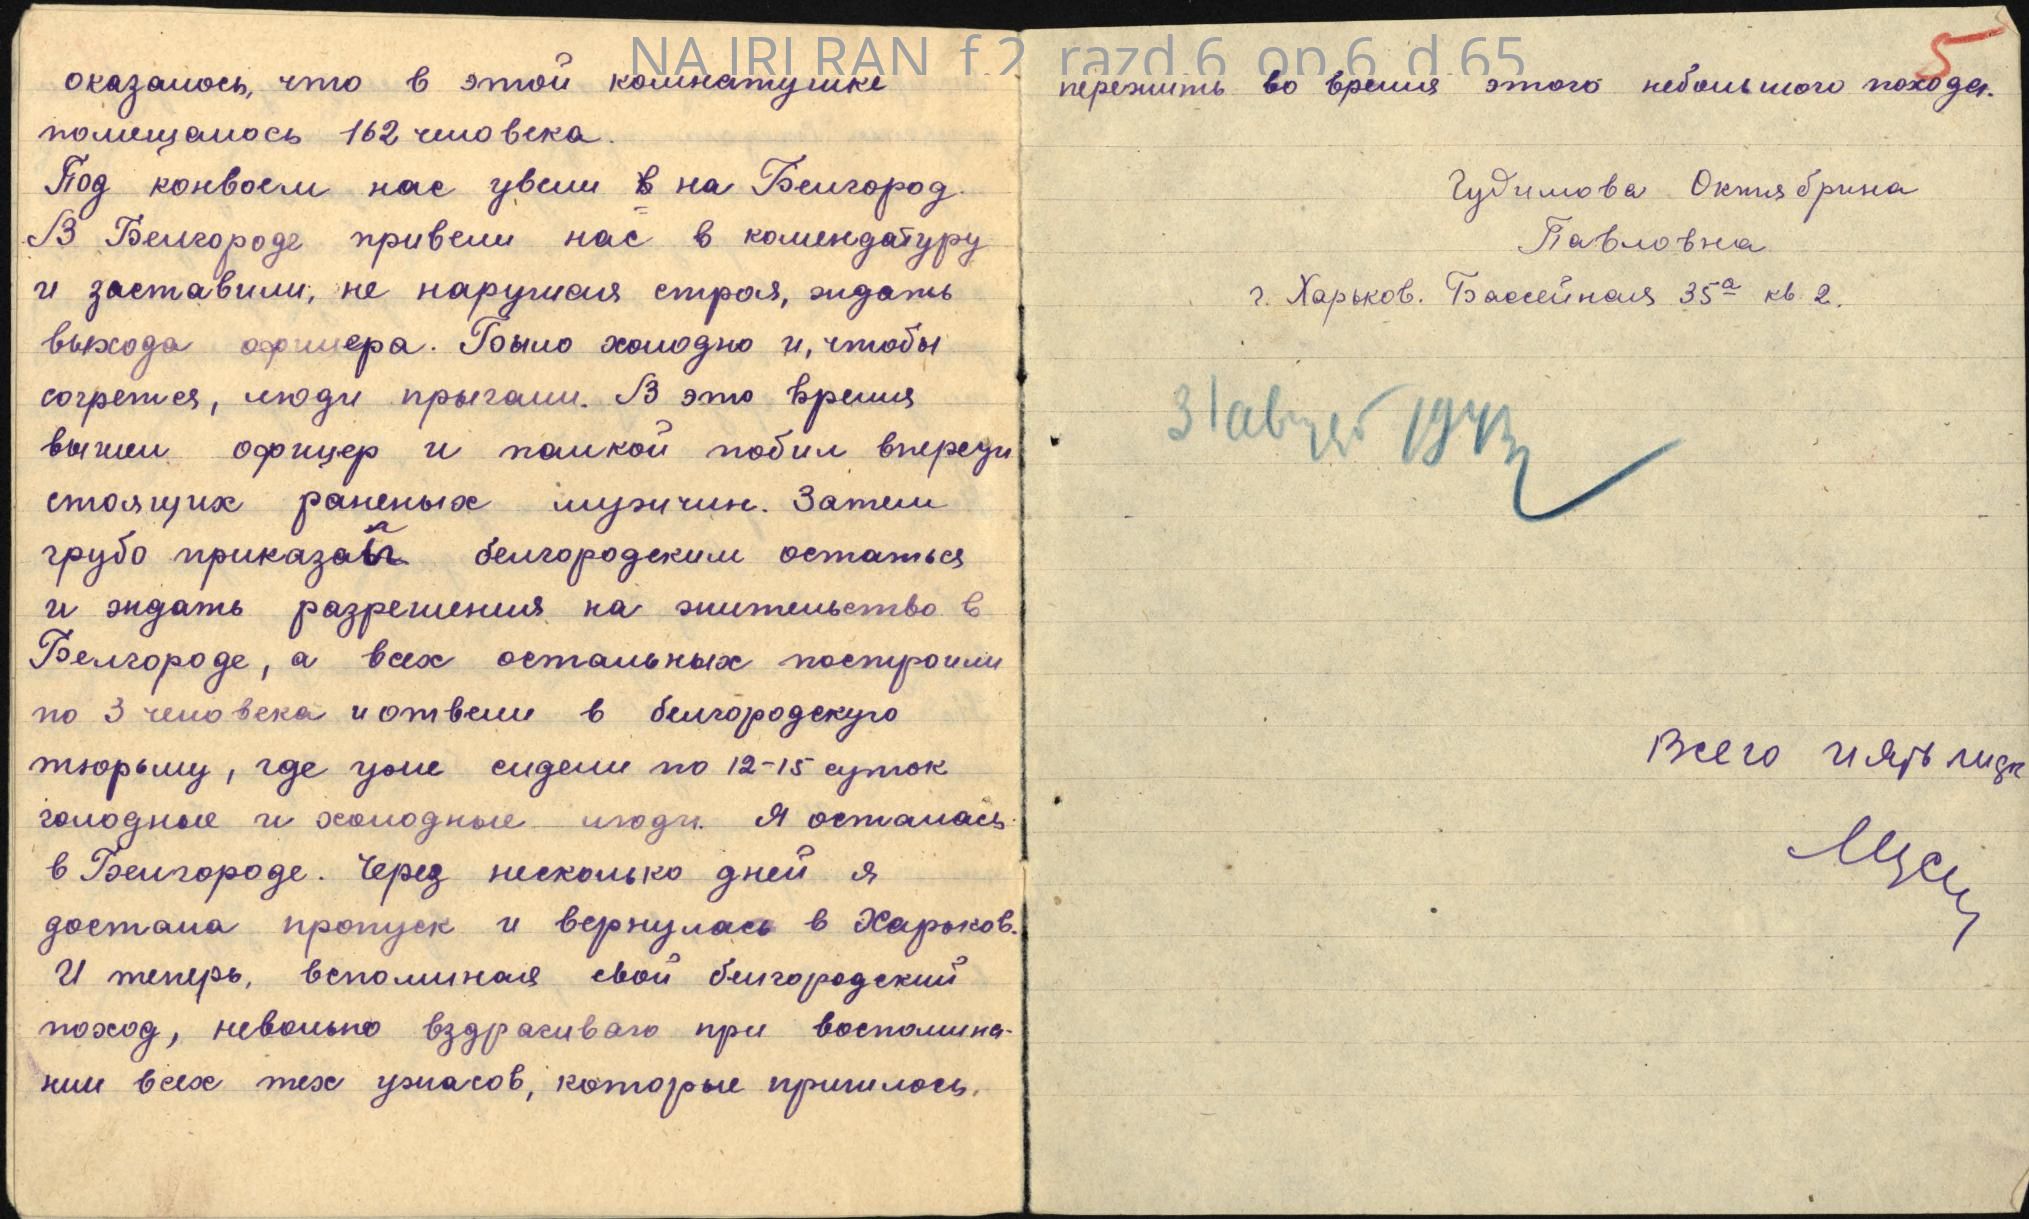 NA IRI RAN f.2 razd.6 op.6 d.65
оказалось, что в этой комнатушке
помещалось 162 человека.
Под конвоем нас увели в на Белгород.
В Белгороде привели нас в комендатуру
и заставили, не нарушая строя, ждать
выхода офицера. Было холодно и, чтобы
согретися, люди прыгали. В это время
вышел офицер и палкой побил впереди
стоящих раненых мужчин. Затем
грубо приказал белгородским остаться
и ждать разрешения на жительство в
Белгороде, а всех остальных построили
по 3 человека и отвели в белгородскую
тюрьму, где уже сидели по 12-15 суток
голодные и холодные люди. Я осталась
в Белгороде. Через несколько дней я
достала пропуск и вернулась в Харьков.
И теперь, вспоминая свой белгородский
поход, невольно вздрагиваю при воспомина-
нии всех тех ужасов, которые пришлось
5
пережить во время этого небольшого похода.
Гудимова Октябрина
Павловна
г. Харьков. Бассейная 35а кв. 2.
31 август 1943
Всего пять лист